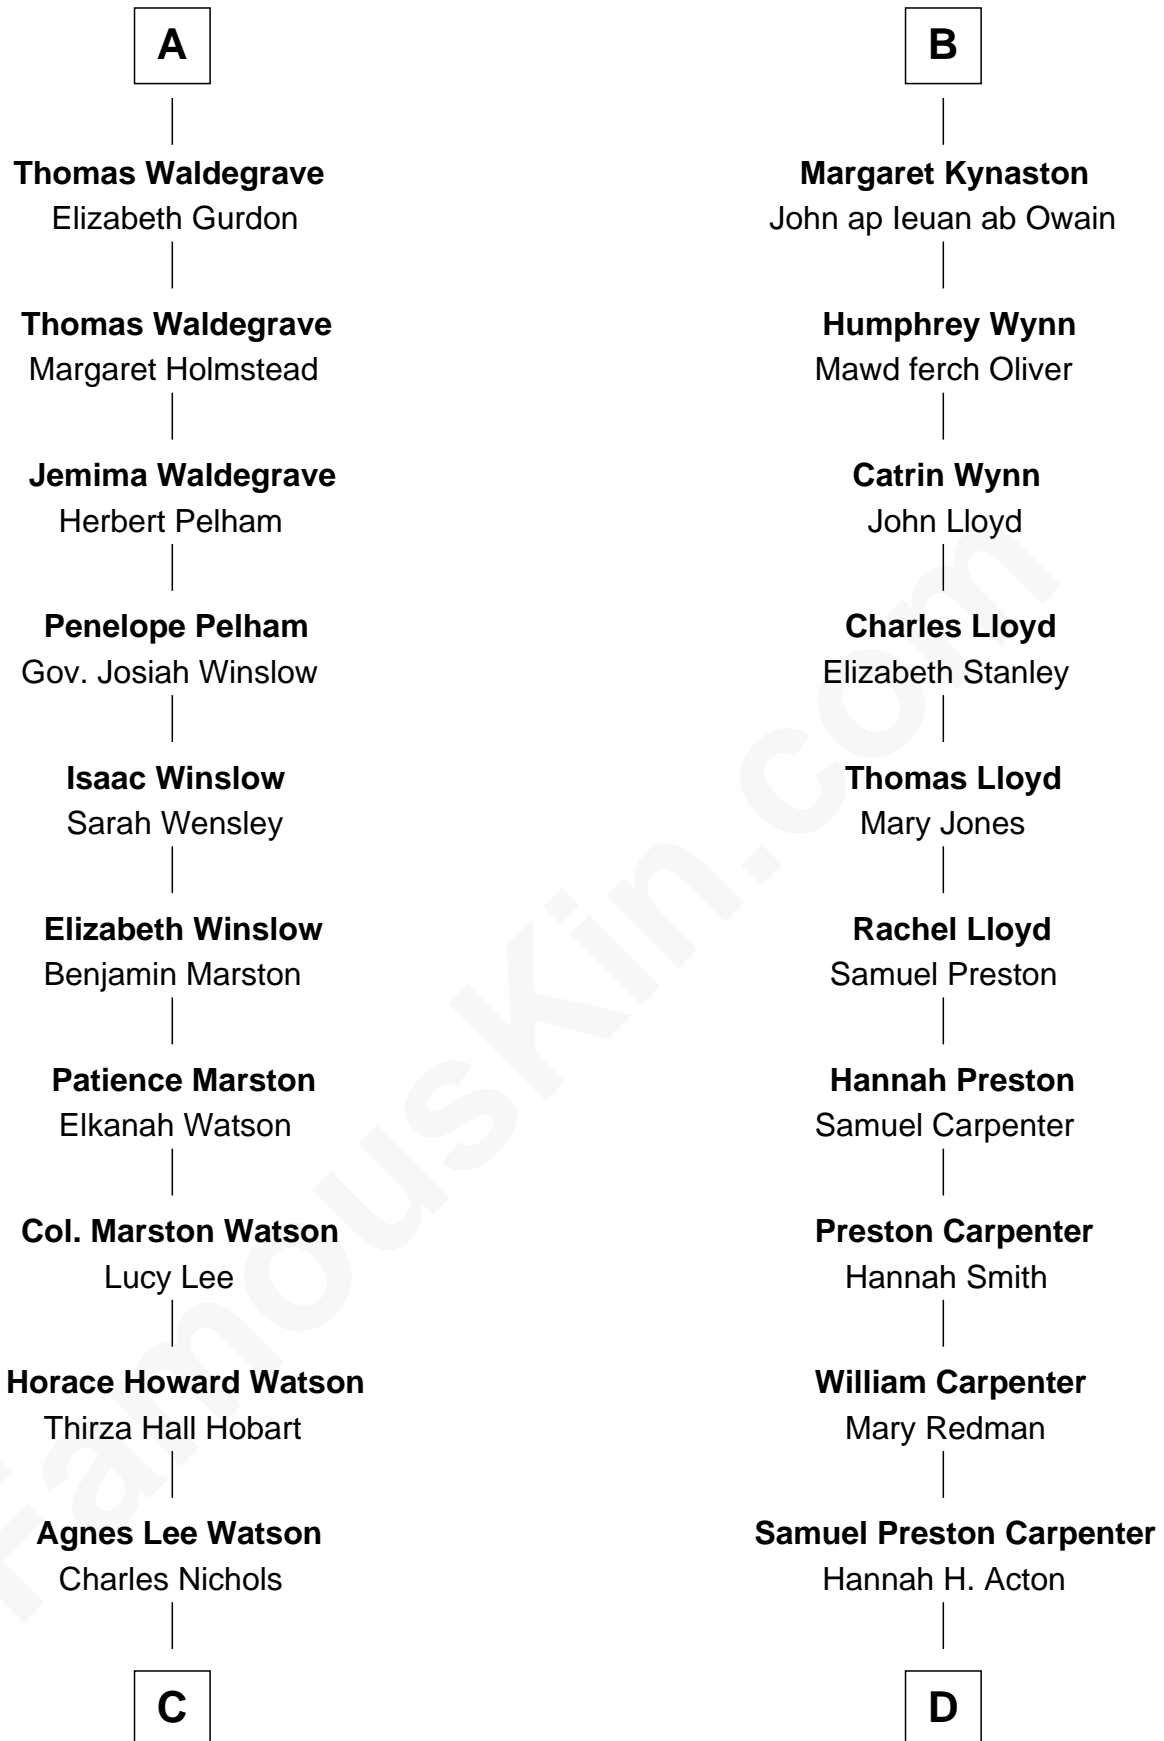 A
Thomas Waldegrave
Elizabeth Gurdon
Thomas Waldegrave
Margaret Holmstead
Jemima Waldegrave
Herbert Pelham
Penelope Pelham
Gov. Josiah Winslow
Isaac Winslow
Sarah Wensley
Elizabeth Winslow
Benjamin Marston
Patience Marston
Elkanah Watson
Col. Marston Watson
Lucy Lee
Horace Howard Watson
Thirza Hall Hobart
Agnes Lee Watson
Charles Nichols
C
B
Margaret Kynaston
John ap Ieuan ab Owain
Humphrey Wynn
Mawd ferch Oliver
Catrin Wynn
John Lloyd
Charles Lloyd
Elizabeth Stanley
Thomas Lloyd
Mary Jones
Rachel Lloyd
Samuel Preston
Hannah Preston
Samuel Carpenter
Preston Carpenter
Hannah Smith
William Carpenter
Mary Redman
Samuel Preston Carpenter
Hannah H. Acton
D
FamousKin.com